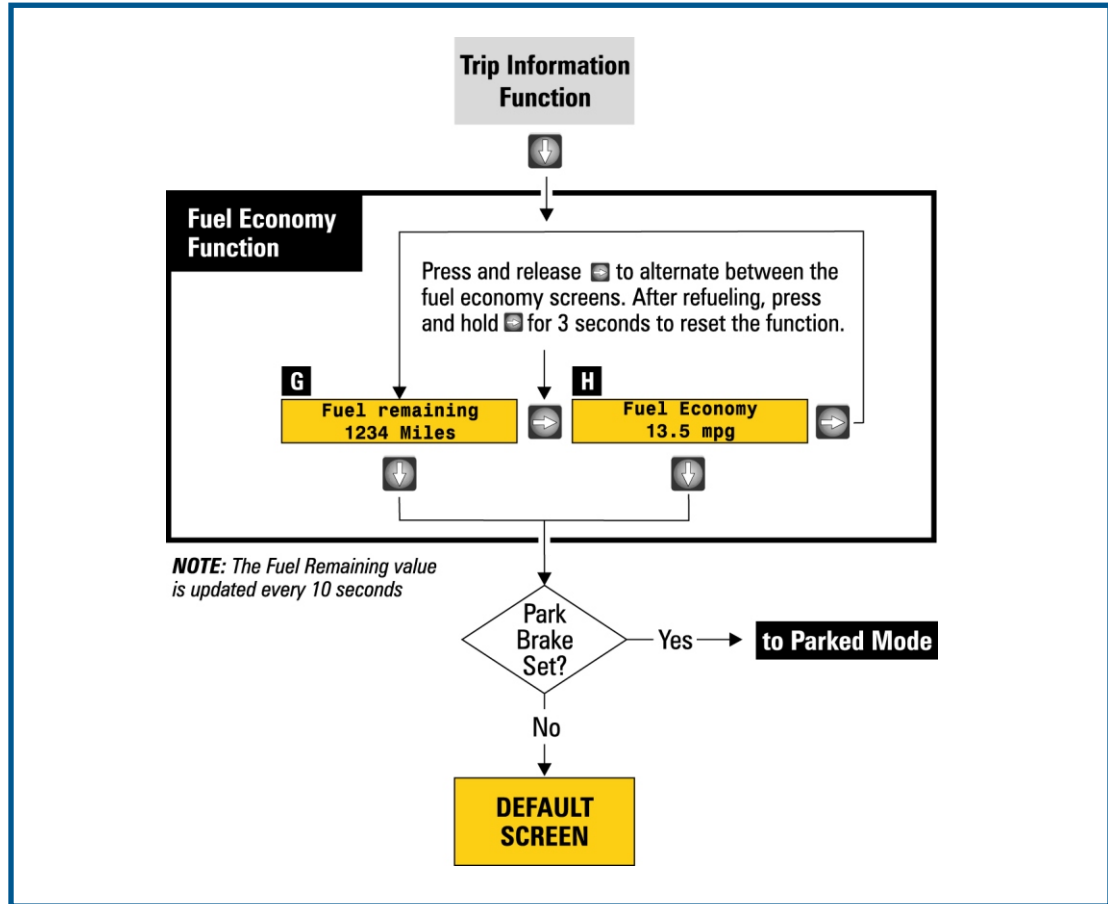 Trip Information
Function
Fuel Economy
Function
Press and release to alternate between the
fuel economy screens. After refueling, press
and hold for 3 seconds to reset the function.
G
Fuel remaining
1234 Miles
H
Fuel Economy
13.5 mpg
NOTE: The Fuel Remaining value
is updated every 10 seconds
Park
Brake
Set?
Yes
to Parked Mode
No
DEFAULT
SCREEN